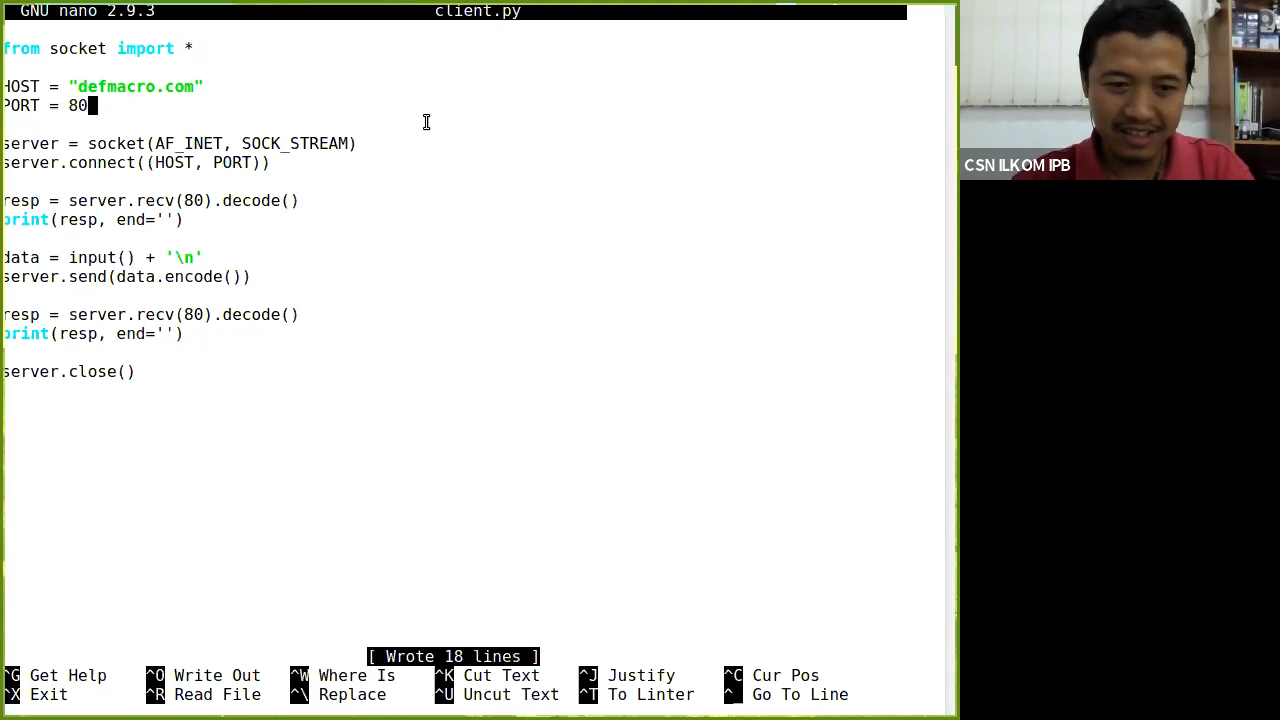 GNU nano 2.9.3 client.py
from socket import *
HOST = "defmacro.com"
PORT = 80
server = socket(AF_INET, SOCK_STREAM)
server.connect((HOST, PORT))
resp = server.recv(80).decode()
print(resp, end='')
data = input() + '\n'
server.send(data.encode())
resp = server.recv(80).decode()
print(resp, end='')
server.close()
[ Wrote 18 lines ]
^G Get Help ^O Write Out ^W Where Is ^K Cut Text ^J Justify ^C Cur Pos
^X Exit ^R Read File ^\ Replace ^U Uncut Text ^T To Linter ^_ Go To Line
CSN ILKOM IPB